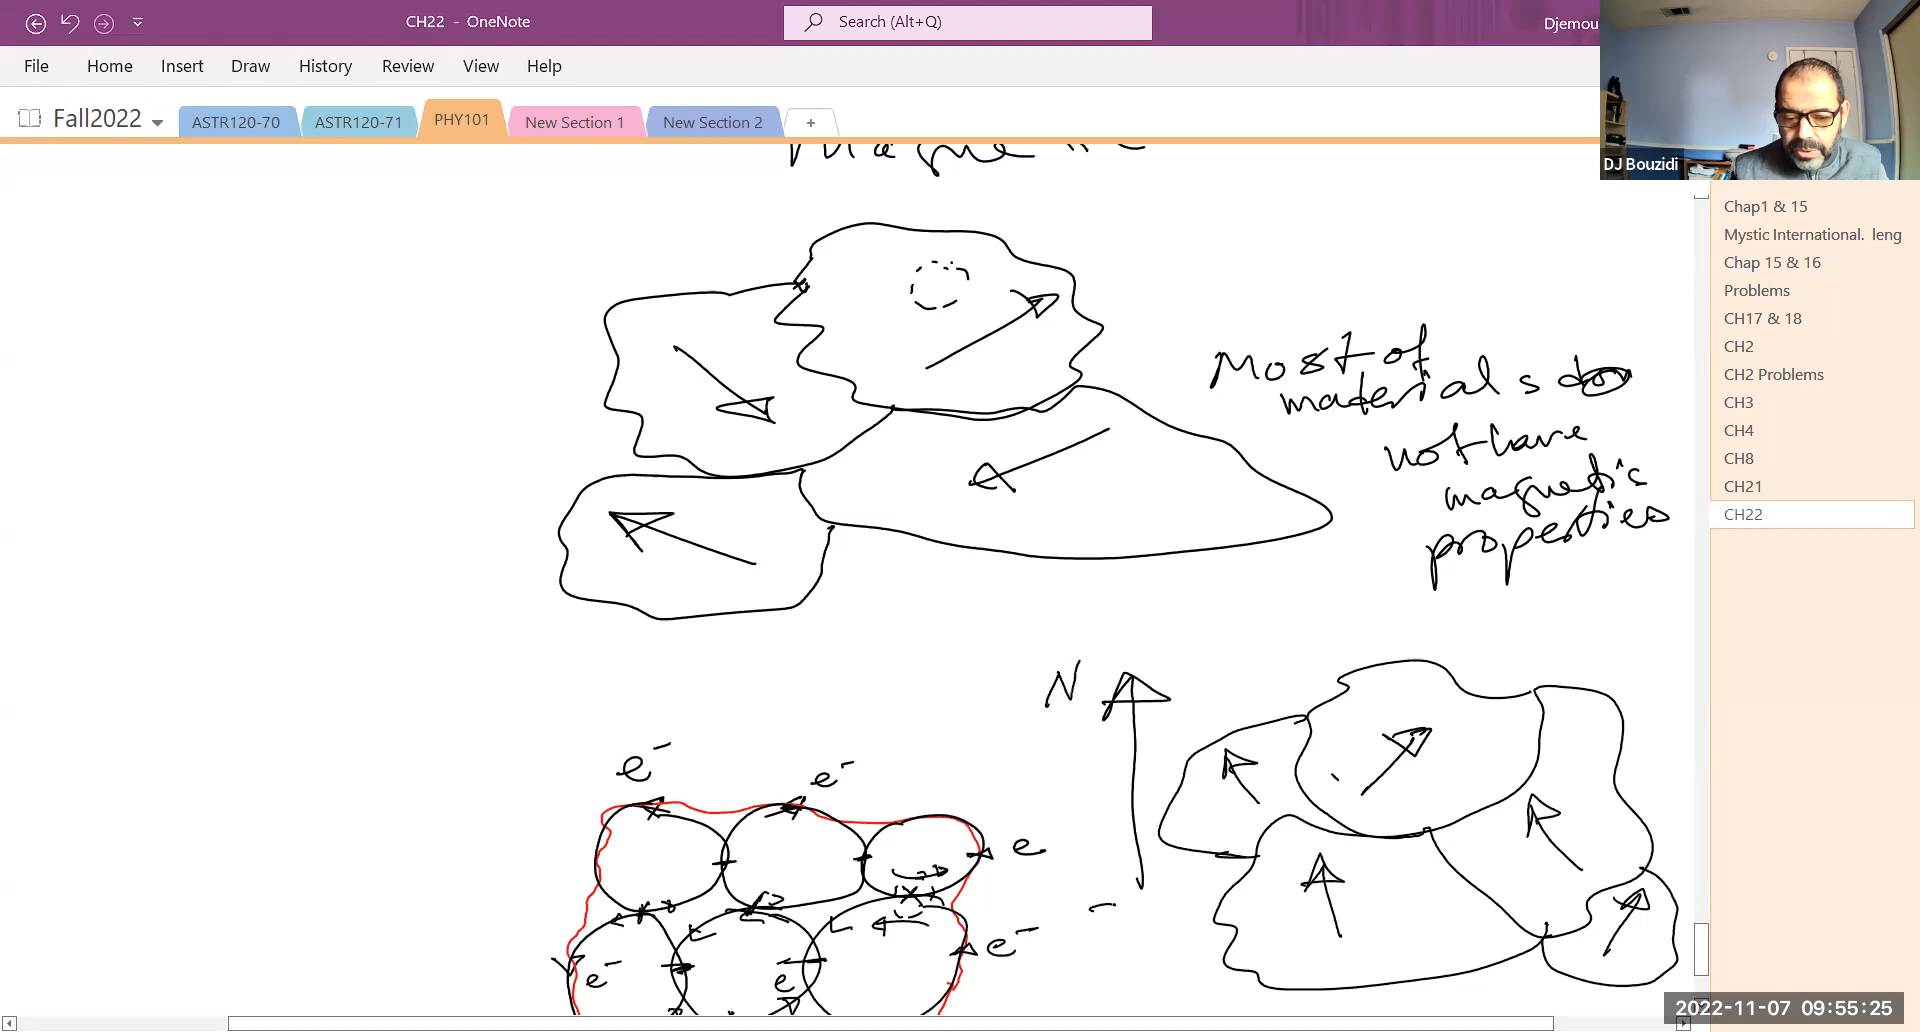 CH22 - OneNote
Search (Alt+Q)
Djemou
File Home Insert Draw History Review View Help
Fall2022
ASTR120-70
ASTR120-71
PHY101
New Section 1
New Section 2
+
DJ Bouzidi
Chap1 & 15
Mystic International. leng
Chap 15 & 16
Problems
CH17 & 18
CH2
CH2 Problems
CH3
CH4
CH8
CH21
CH22
Most of
materials do
not have
magnetic
properties
N
e-
e-
e
e-
e-
e
2022-11-07 09:55:25